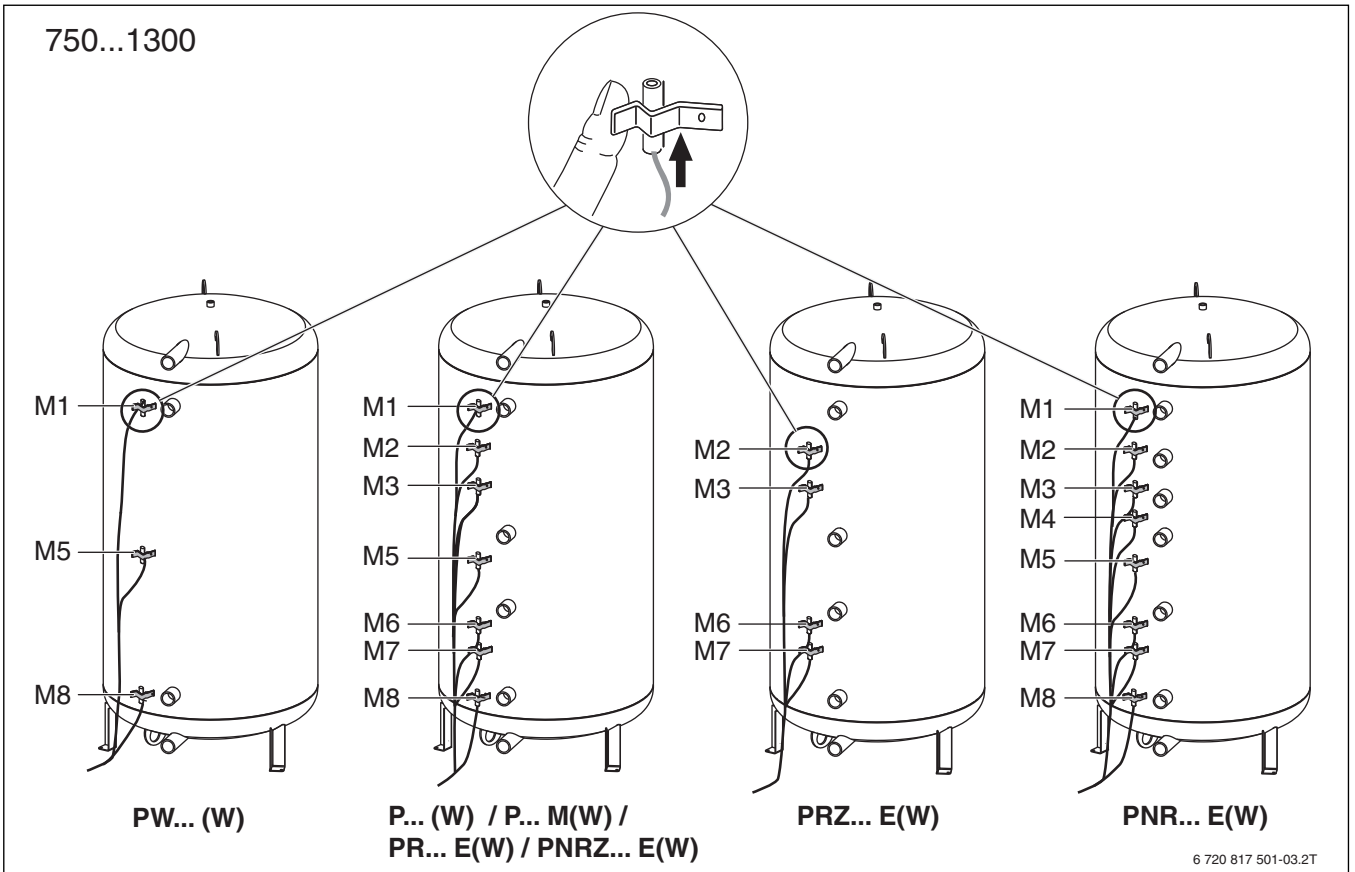 750...1300
M1
M5
M8
PW... (W)
M1
M2
M3
M5
M6
M7
M8
P... (W) / P... M(W) /
PR... E(W) / PNRZ... E(W)
M2
M3
M6
M7
PRZ... E(W)
M1
M2
M3
M4
M5
M6
M7
M8
PNR... E(W)
6 720 817 501-03.2T